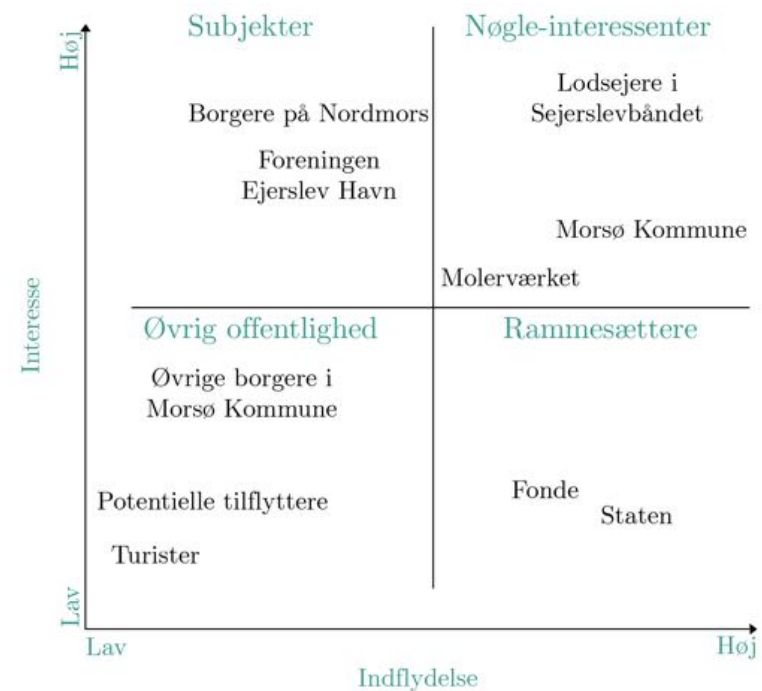 Subjekter
Nøgle-interessenter
Høj
Lodsejere i
Sejerslevbåndet
Borgere på Nordmors
Foreningen
Ejerslev Havn
Morsø Kommune
Molerværket
Interesse
Øvrig offentlighed
Rammesættere
Øvrige borgere i
Morsø Kommune
Potentielle tilflyttere
Fonde
Staten
Turister
Lav
Lav
Høj
Indflydelse